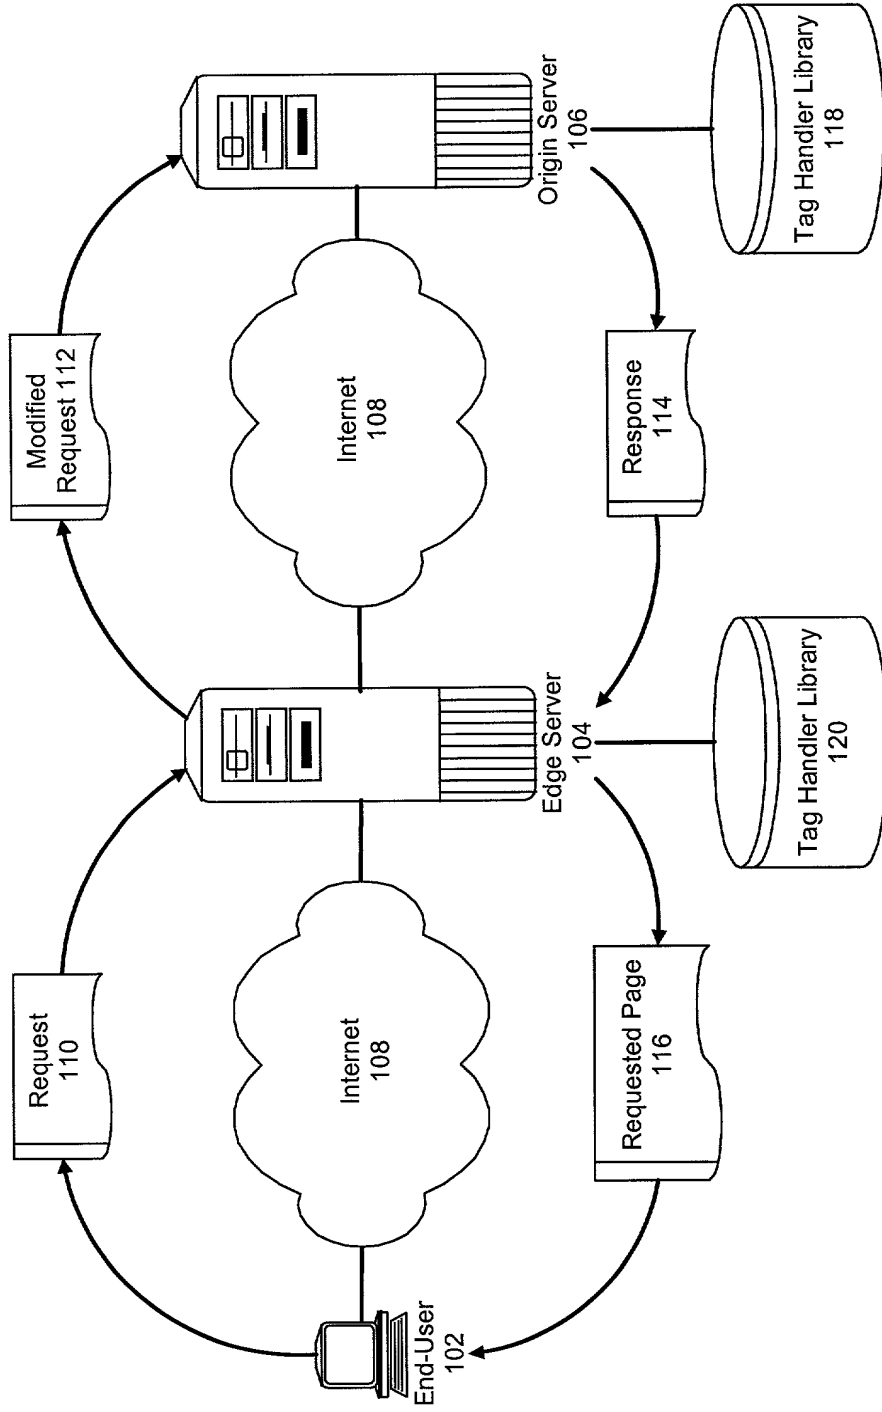 Request
110
Modified
Request 112
Internet
108
Internet
108
End-User
102
Edge Server
104
Origin Server
106
Requested Page
116
Response
114
Tag Handler Library
120
Tag Handler Library
118